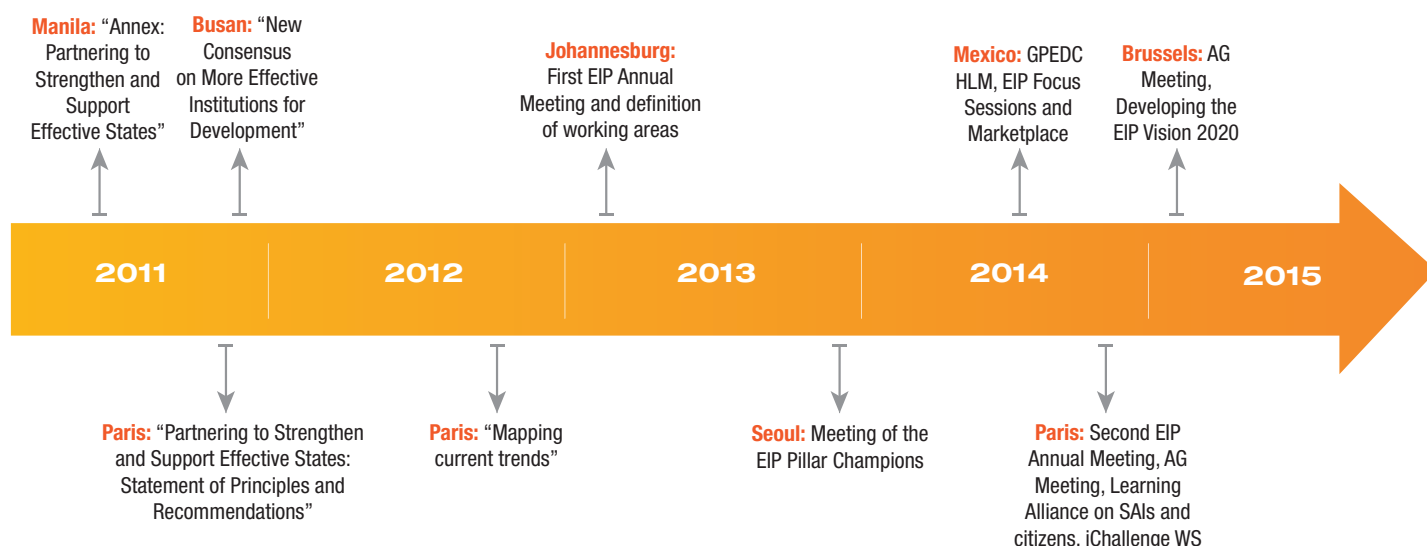 Manila: “Annex:
Partnering to
Strengthen and
Support
Effective States”
Busan: “New
Consensus
on More Effective
Institutions for
Development”
Johannesburg:
First EIP Annual
Meeting and definition
of working areas
Mexico: GPEDC
HLM, EIP Focus
Sessions and
Marketplace
Brussels: AG
Meeting,
Developing the
EIP Vision 2020
2011
2012
2013
2014
2015
Paris: “Partnering to Strengthen
and Support Effective States:
Statement of Principles and
Recommendations”
Paris: “Mapping
current trends”
Seoul: Meeting of the
EIP Pillar Champions
Paris: Second EIP
Annual Meeting, AG
Meeting, Learning
Alliance on SAIs and
citizens, iChallenge WS